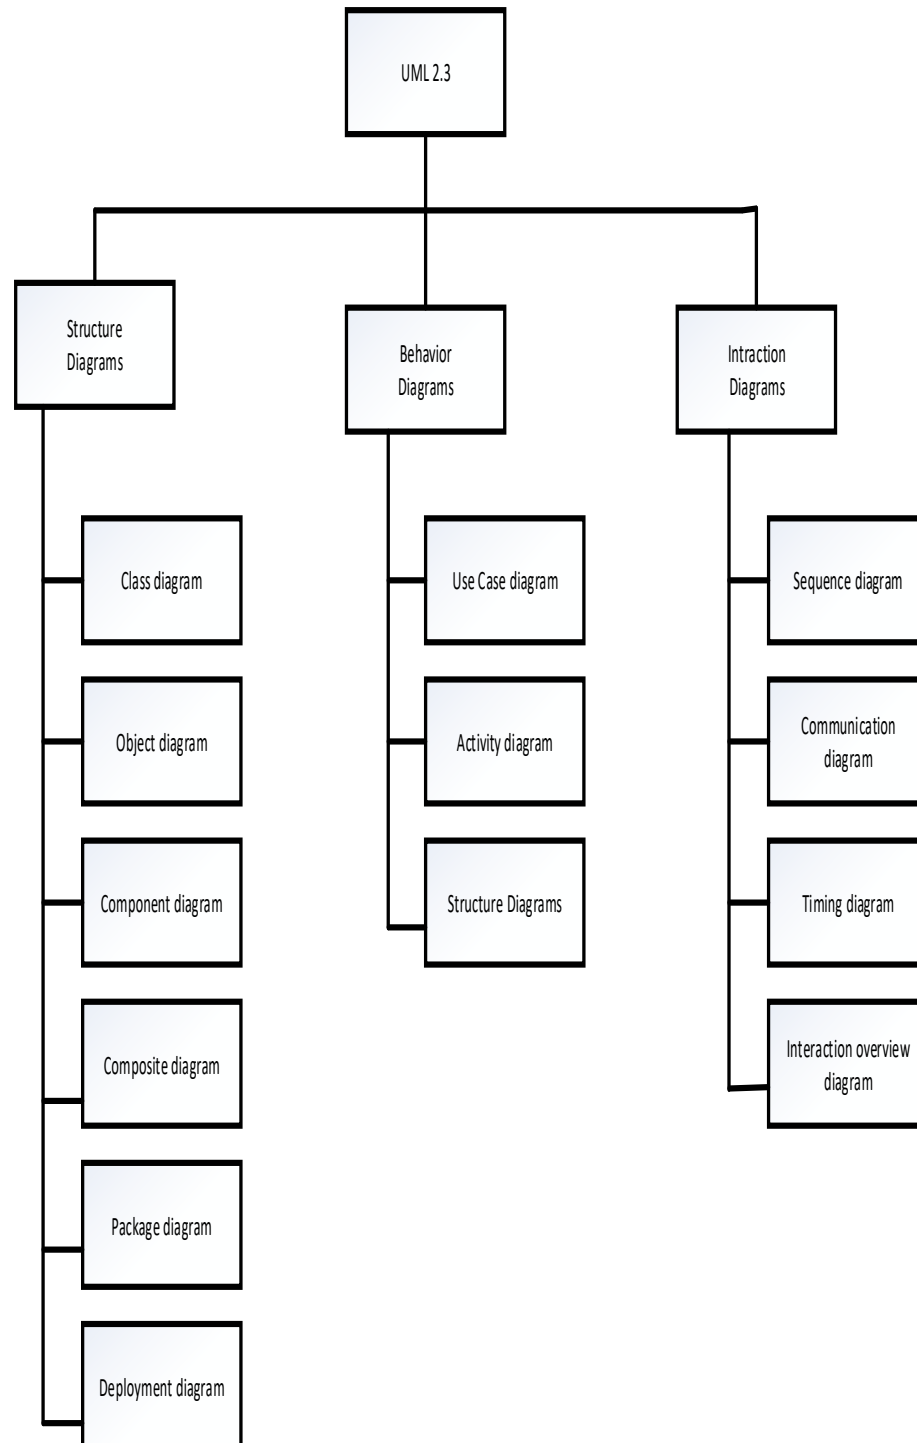 UML 2.3
Structure
Diagrams
Behavior
Diagrams
Intraction
Diagrams
Class diagram
Object diagram
Component diagram
Composite diagram
Package diagram
Deployment diagram
Use Case diagram
Activity diagram
Structure Diagrams
Sequence diagram
Communication
diagram
Timing diagram
Interaction overview
diagram